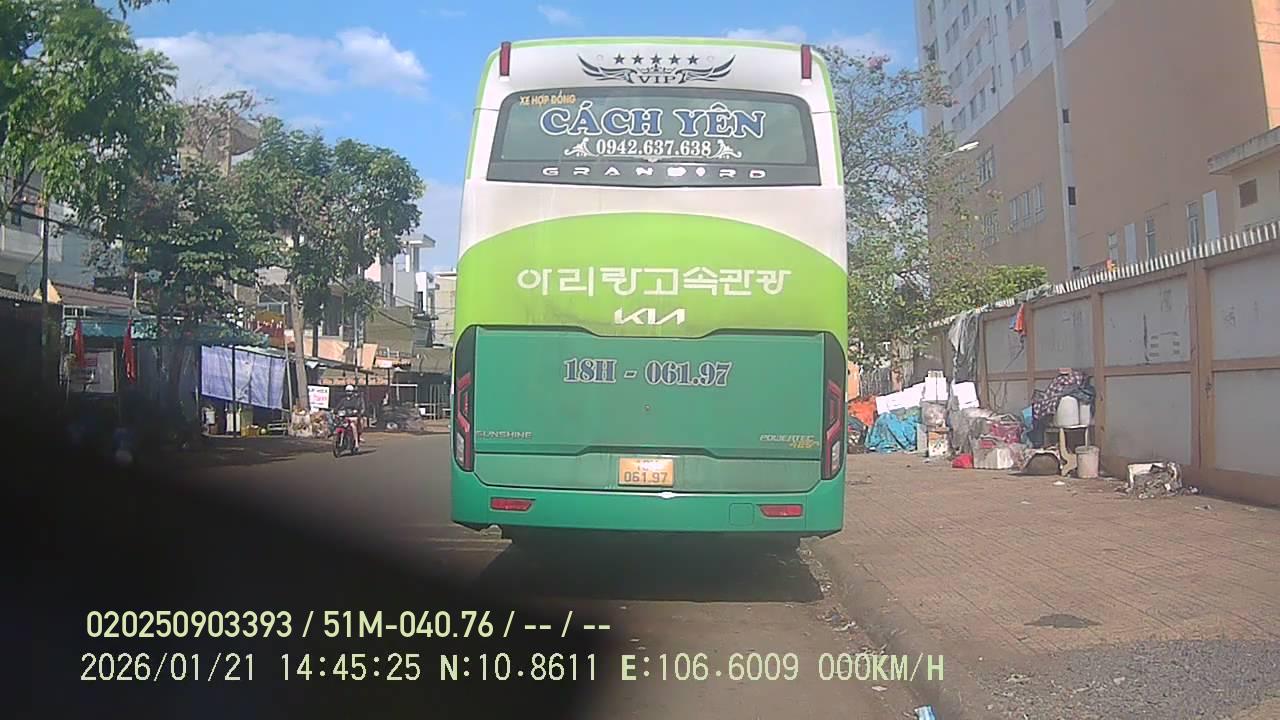 VIP
XE HỢP ĐỒNG
CÁCH YÊN
0942.637.638
GRANBIRD
아리랑고속관광
KIA
18H - 061.97
SUNSHINE
POWERTEC
061.97
020250903393 / 51M-040.76 / -- / --
2026/01/21 14:45:25 N:10.8611 E:106.6009 000KM/H